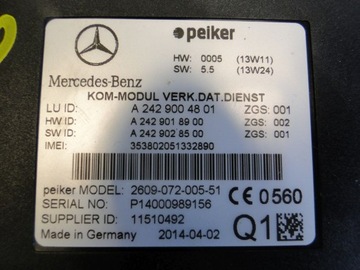 peiker
HW: 0005 (13W11)
SW: 5.5 (13W24)
Mercedes-Benz
KOM-MODUL VERK.DAT.DIENST
LU ID: A 242 900 48 01 ZGS: 001
HW ID: A 242 901 89 00 ZGS: 002
SW ID: A 242 902 85 00 ZGS: 001
IMEI: 353802051332890
peiker MODEL: 2609-072-005-51
SERIAL NO: P14000989156
SUPPLIER ID: 11510492
Made in Germany 2014-04-02
CE 0560
Q1